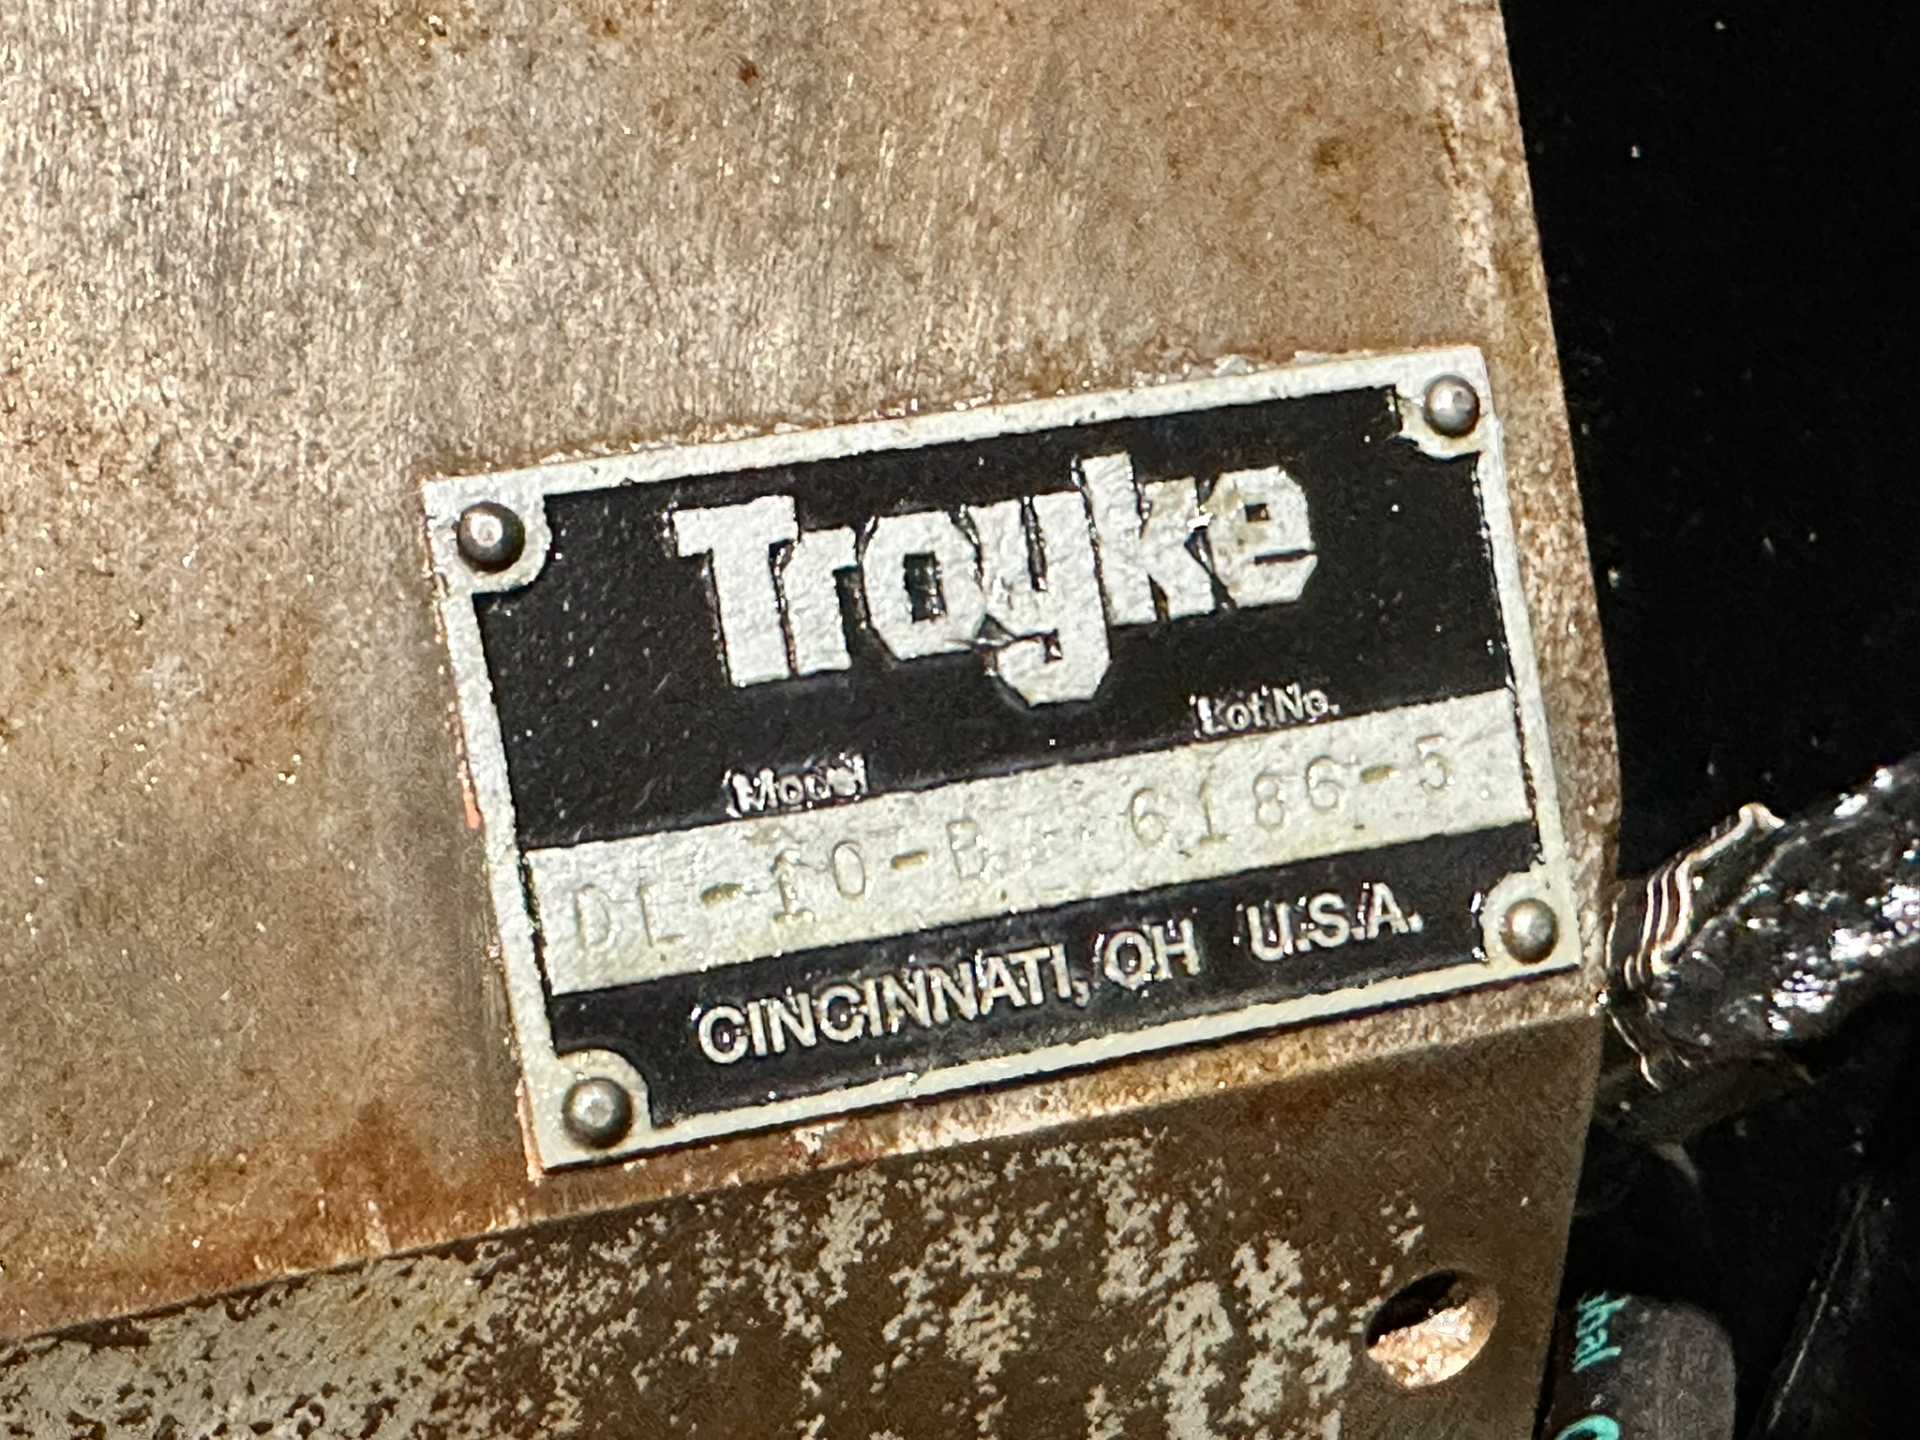 Troyke
Model Lot No.
DL-10-B 6186-5
CINCINNATI, OH U.S.A.